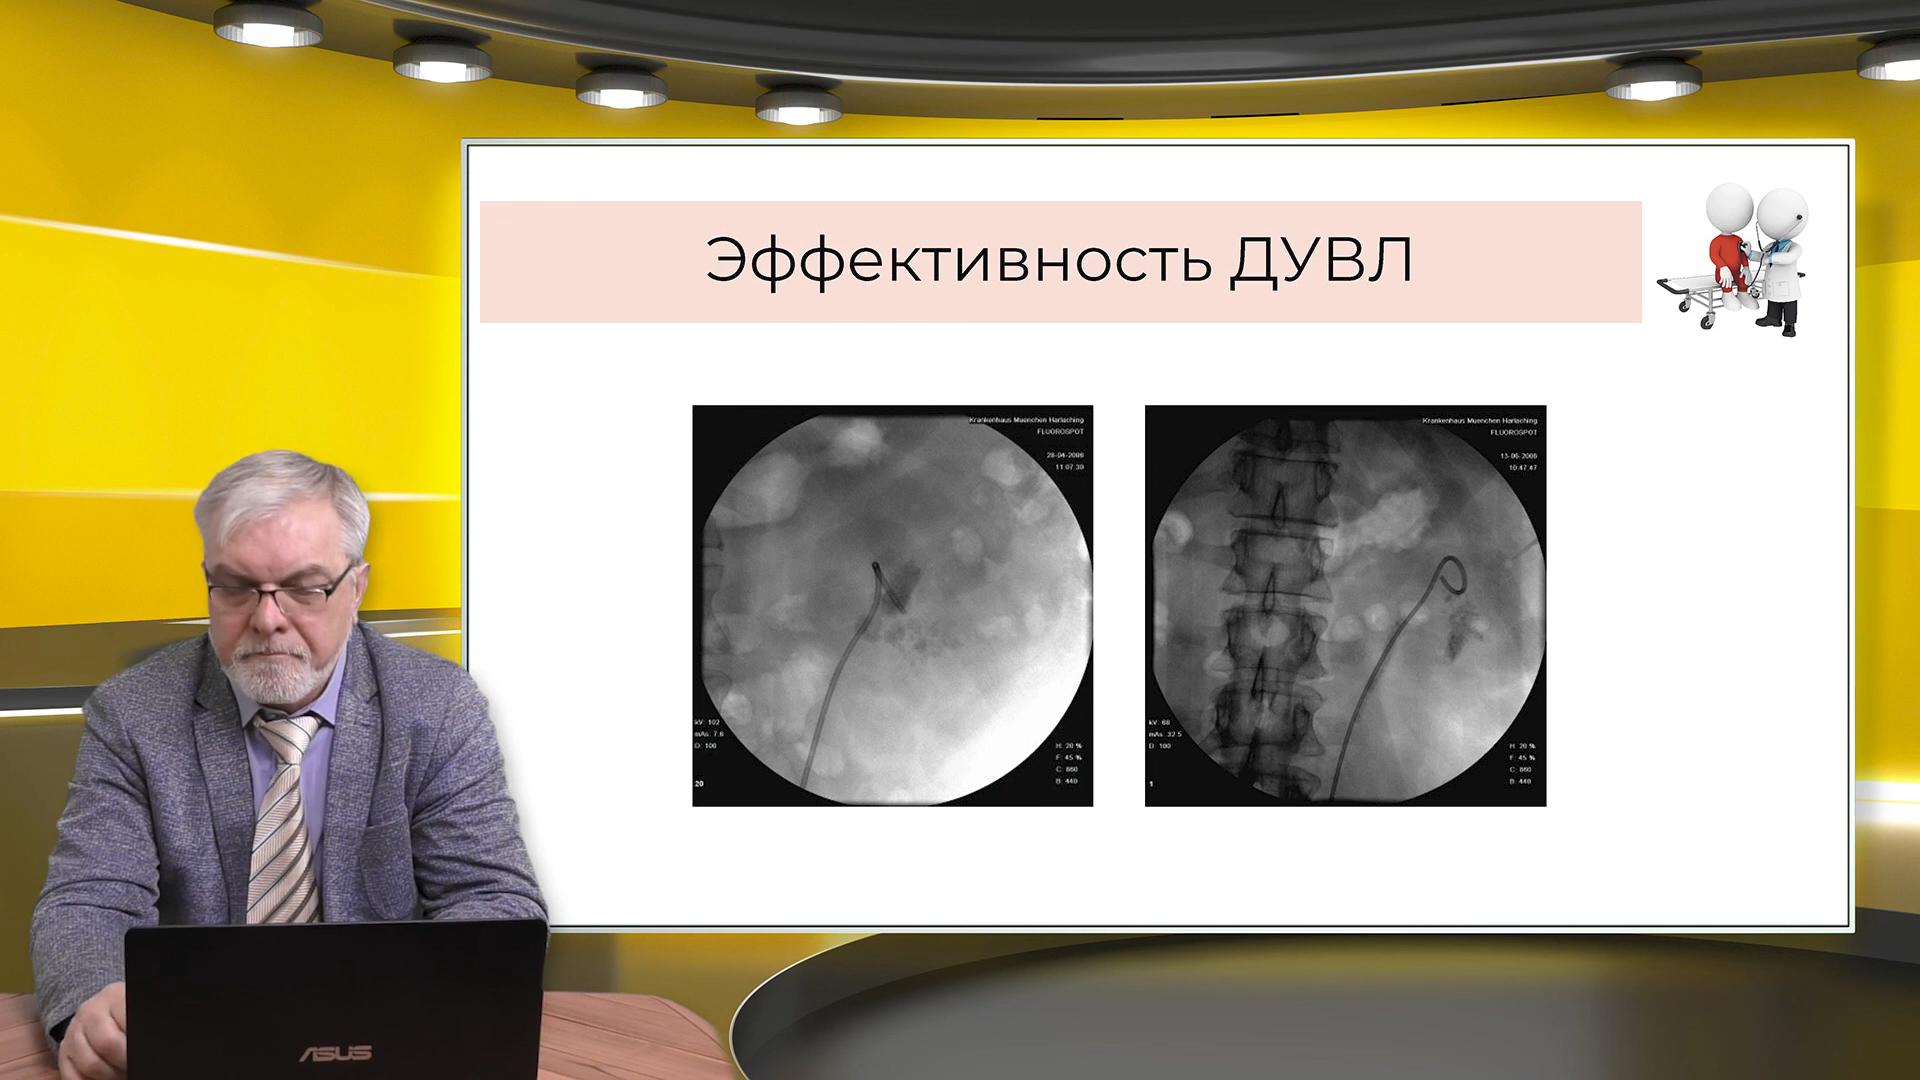 Эффективность ДУВЛ
Krankenhaus Muenchen Harlaching
FLUOROSPOT
28-04-2006
11:07:30
kV: 102
mAs: 7.6
D: 100
20
H: 20 %
F: 45 %
C: 860
B: 440
Krankenhaus Muenchen Harlaching
FLUOROSPOT
13-06-2006
10:47:47
kV: 68
mAs: 32.5
D: 100
1
H: 20 %
F: 45 %
C: 860
B: 440
ASUS